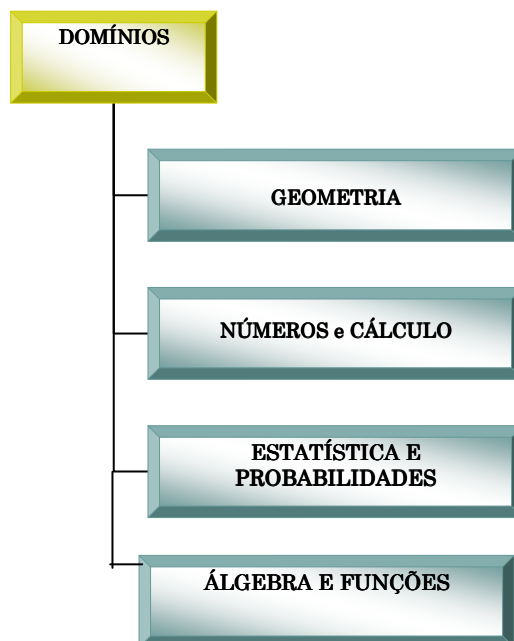 DOMÍNIOS
GEOMETRIA
NÚMEROS e CÁLCULO
ESTATÍSTICA E
PROBABILIDADES
ÁLGEBRA E FUNÇÕES